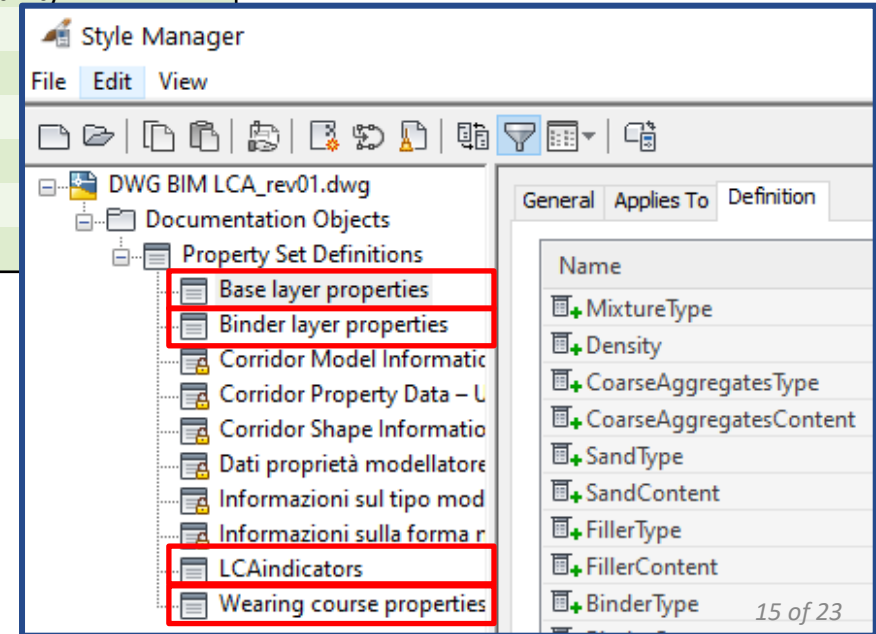 Style Manager
File Edit View
DWG BIM LCA_rev01.dwg
Documentation Objects
Property Set Definitions
Base layer properties
Binder layer properties
Corridor Model Informatic
Corridor Property Data – U
Corridor Shape Informatio
Dati proprietà modellatore
Informazioni sul tipo mod
Informazioni sulla forma r
LCAindicators
Wearing course properties
General Applies To Definition
Name
MixtureType
Density
CoarseAggregatesType
CoarseAggregatesContent
SandType
SandContent
FillerType
FillerContent
BinderType
15 of 23